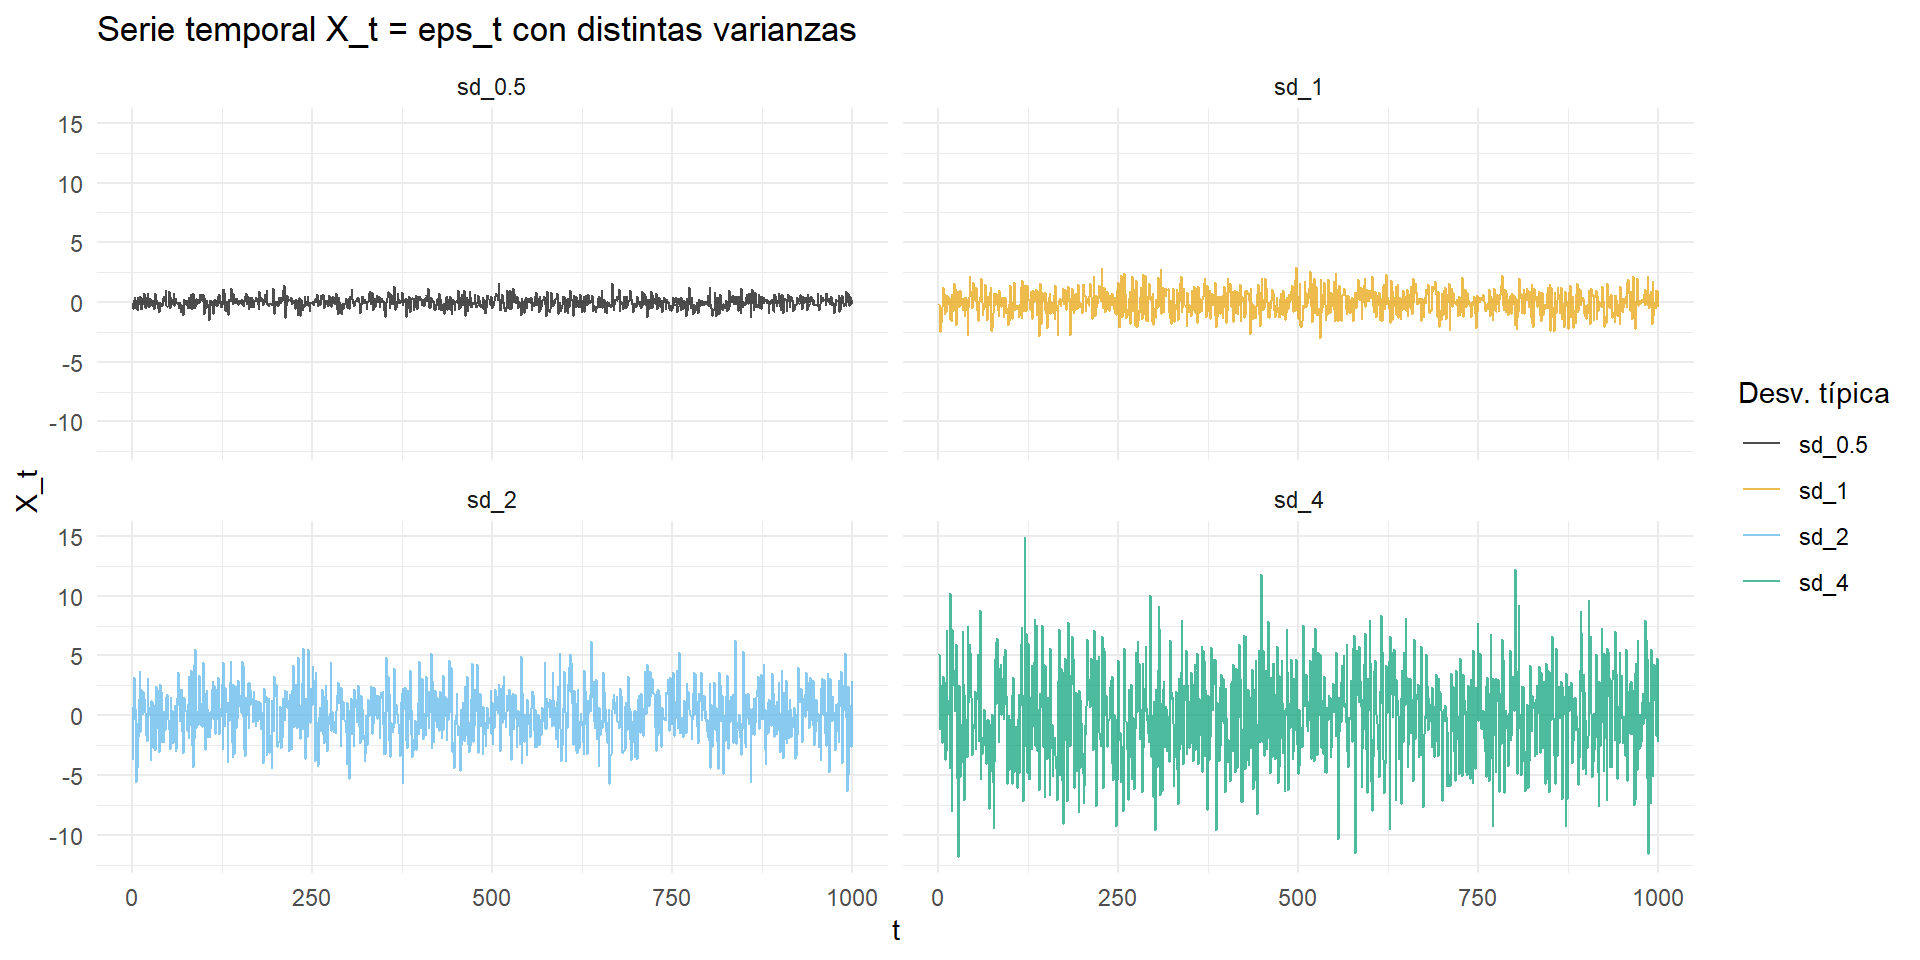 Serie temporal X_t = eps_t con distintas varianzas
sd_0.5
sd_1
15
10
5
0
-5
-10
X_t
sd_2
sd_4
15
10
5
0
-5
-10
0 250 500 750 1000
0 250 500 750 1000
t
Desv. típica
sd_0.5
sd_1
sd_2
sd_4